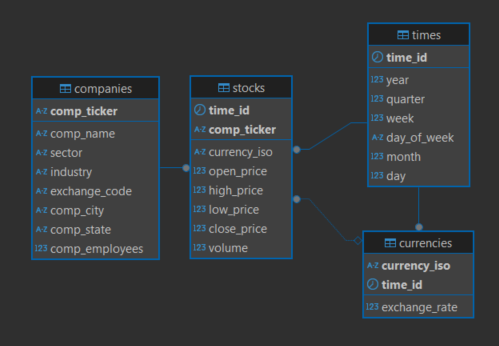 companies
A-Z comp_ticker
A-Z comp_name
A-Z sector
A-Z industry
A-Z exchange_code
A-Z comp_city
A-Z comp_state
123 comp_employees
stocks
time_id
A-Z comp_ticker
A-Z currency_iso
123 open_price
123 high_price
123 low_price
123 close_price
123 volume
times
time_id
123 year
123 quarter
123 week
A-Z day_of_week
123 month
123 day
currencies
A-Z currency_iso
time_id
123 exchange_rate